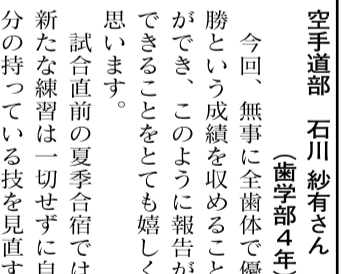 空手道部　石川 紗有さん
（歯学部４年）
　今回、無事に全歯体で優
勝という成績を収めること
ができ、このように報告が
できることをとても嬉しく
思います。
　試合直前の夏季合宿では
新たな練習は一切せずに自
分の持っている技を見直す